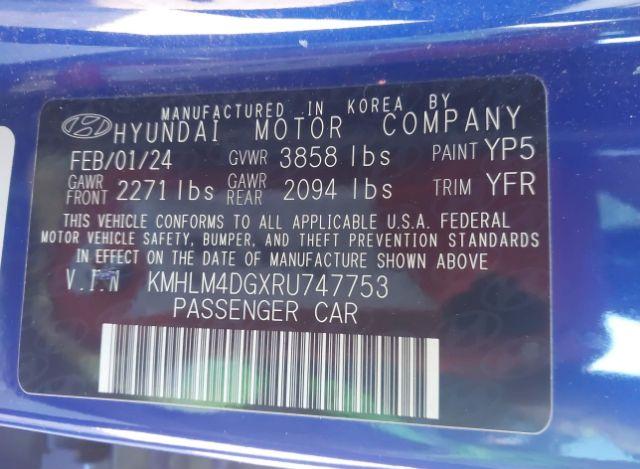 MANUFACTURED IN KOREA BY
HYUNDAI MOTOR COMPANY
FEB/01/24 GVWR 3858 lbs PAINT YP5
GAWR FRONT 2271 lbs GAWR REAR 2094 lbs TRIM YFR
THIS VEHICLE CONFORMS TO ALL APPLICABLE U.S.A. FEDERAL
MOTOR VEHICLE SAFETY, BUMPER, AND THEFT PREVENTION STANDARDS
IN EFFECT ON THE DATE OF MANUFACTURE SHOWN ABOVE.
V.I.N KMHLM4DGXRU747753
PASSENGER CAR